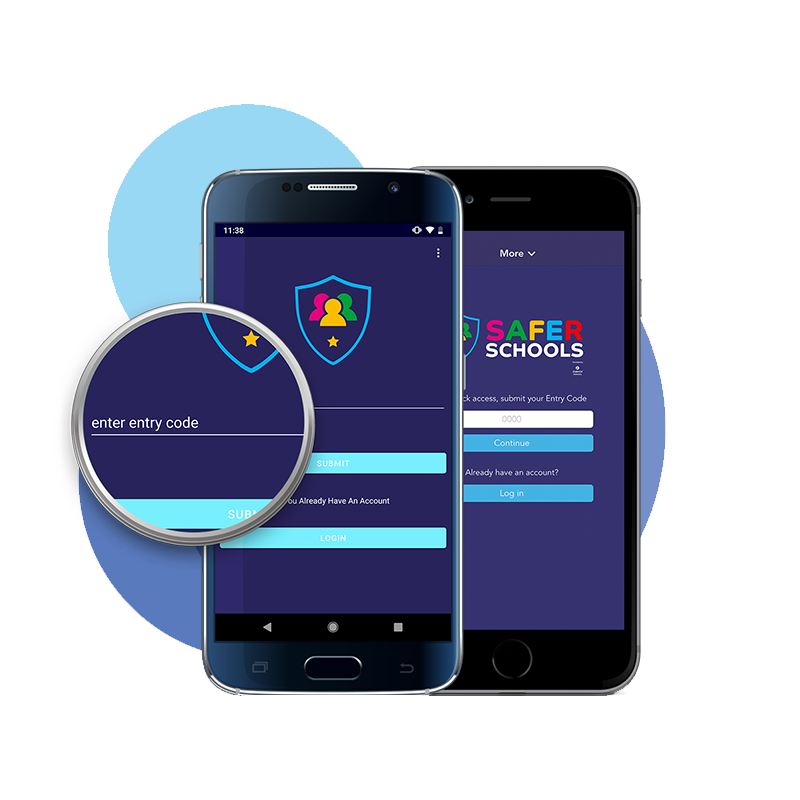 11:38
enter entry code
SUBM
SUBMIT
ou Already Have An Account
LOGIN
More
SAFER
SCHOOLS
ck access, submit your Entry Code
0000
Continue
Already have an account?
Log in